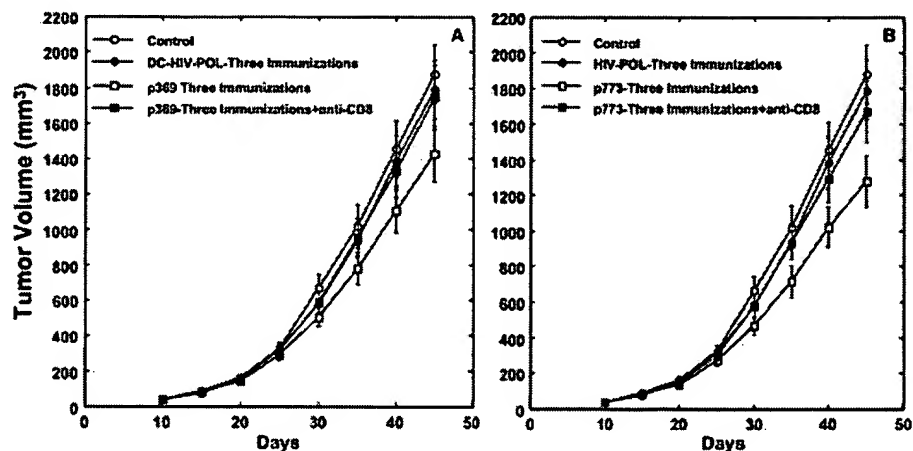 A
Control
DC-HIV-POL-Three Immunizations
p369 Three Immunizations
p369-Three Immunizations+anti-CD8
Tumor Volume (mm³)
2200
2000
1800
1600
1400
1200
1000
800
600
400
200
0
0 10 20 30 40 50
Days
B
Control
HIV-POL-Three Immunizations
p773-Three Immunizations
p773-Three Immunizations+anti-CD8
2200
2000
1800
1600
1400
1200
1000
800
600
400
200
0
0 10 20 30 40 50
Days